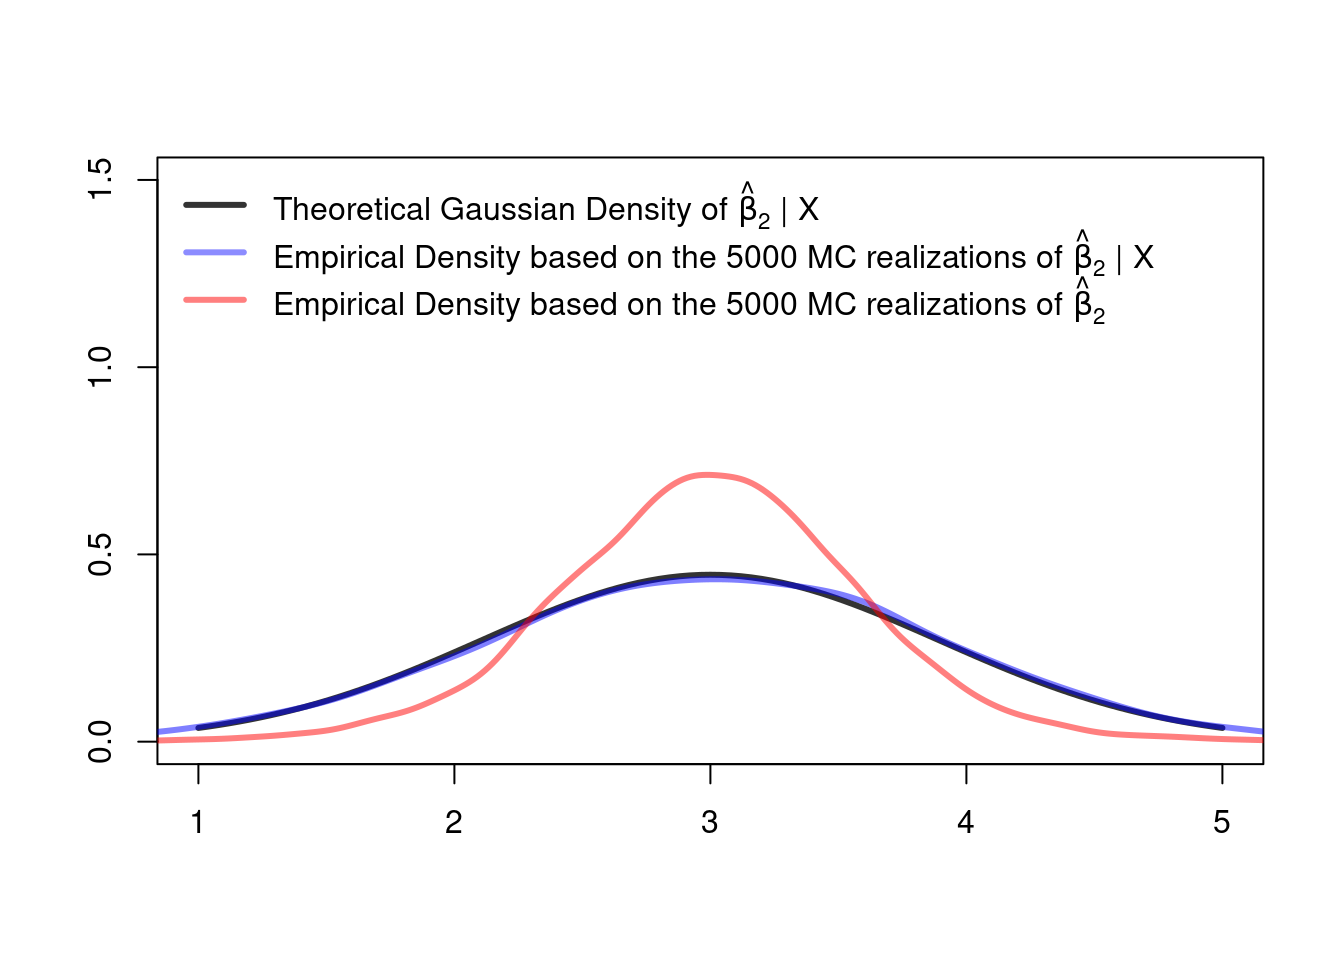 1.5
1.0
0.5
0.0
Theoretical Gaussian Density of β̂₂ | X
Empirical Density based on the 5000 MC realizations of β̂₂ | X
Empirical Density based on the 5000 MC realizations of β̂₂
1 2 3 4 5